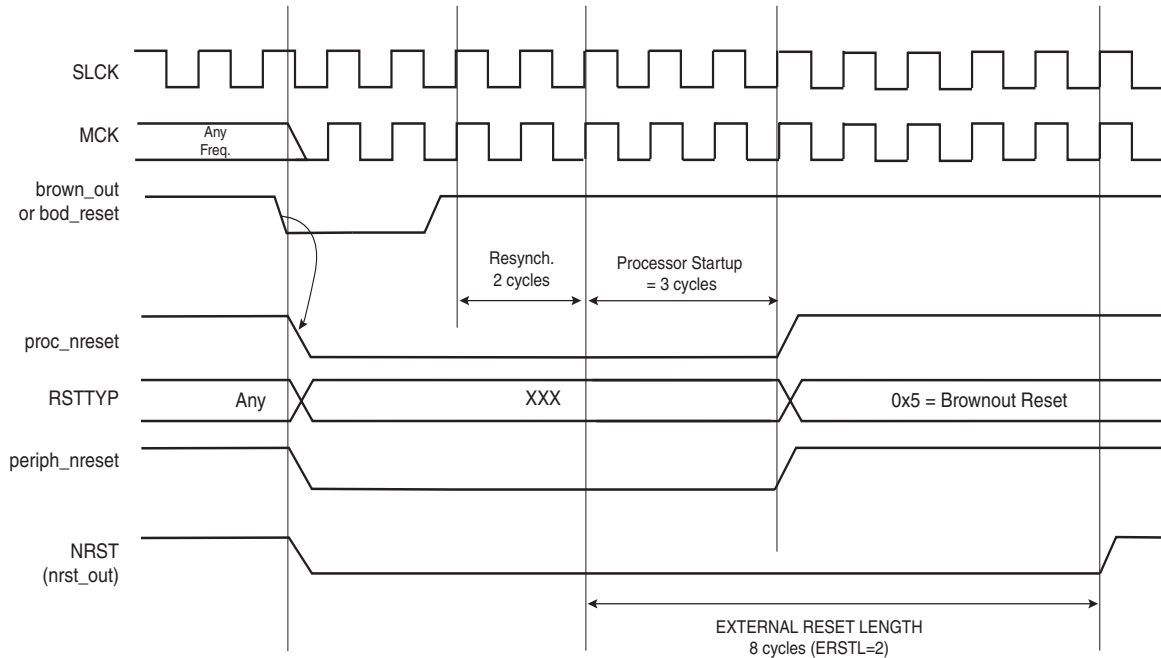 SLCK
MCK
Any
Freq.
brown_out
or bod_reset
Resynch.
2 cycles
Processor Startup
= 3 cycles
proc_nreset
RSTTYP
Any
XXX
0x5 = Brownout Reset
periph_nreset
NRST
(nrst_out)
EXTERNAL RESET LENGTH
8 cycles (ERSTL=2)